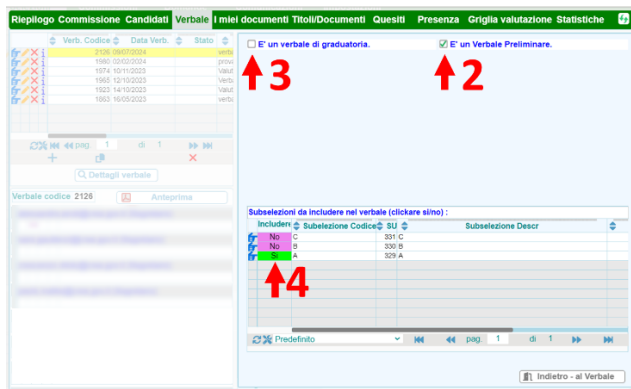 Riepilogo Commissione Candidati Verbale I miei documenti Titoli/Documenti Quesiti Presenza Griglia valutazione Statistiche
Verb. Codice Data Verb. Stato
2126 09/07/2024 verba
1980 02/02/2024 prova
1974 10/11/2023 Valut
1965 12/10/2023 Verba
1923 14/10/2023 Valut
1863 16/05/2023 verba
pag. 1 di 1
Dettagli verbale
Verbale codice 2126 Anteprima
E' un verbale di graduatoria. E' un Verbale Preliminare.
3 2
Subselezioni da includere nel verbale (clickare si/no) :
Includere Subelezione Codice SU Subselezione Descr
No C 331 C
No B 330 B
Si A 329 A
4
Predefinito pag. 1 di 1
Indietro - al Verbale